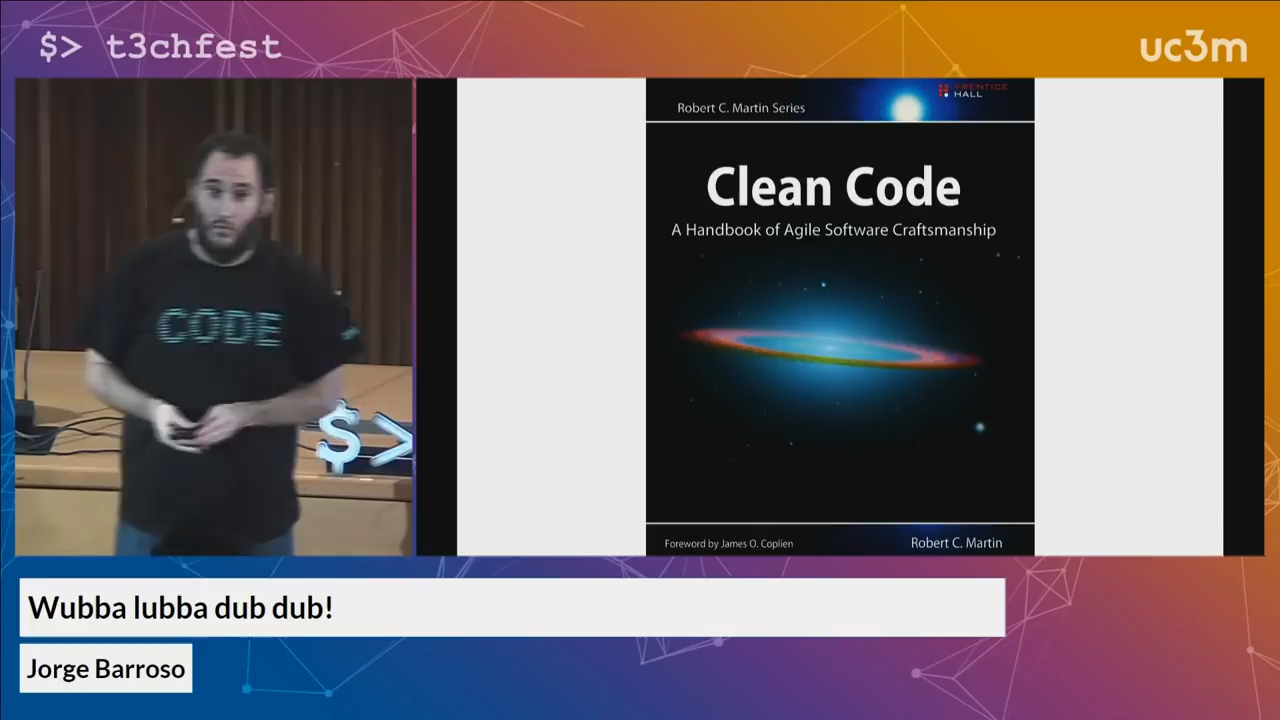 $> t3chfest
uc3m
Robert C. Martin Series
PRENTICE
HALL
Clean Code
A Handbook of Agile Software Craftsmanship
CODE
$>
Foreword by James O. Coplien
Robert C. Martin
Wubba lubba dub dub!
Jorge Barroso